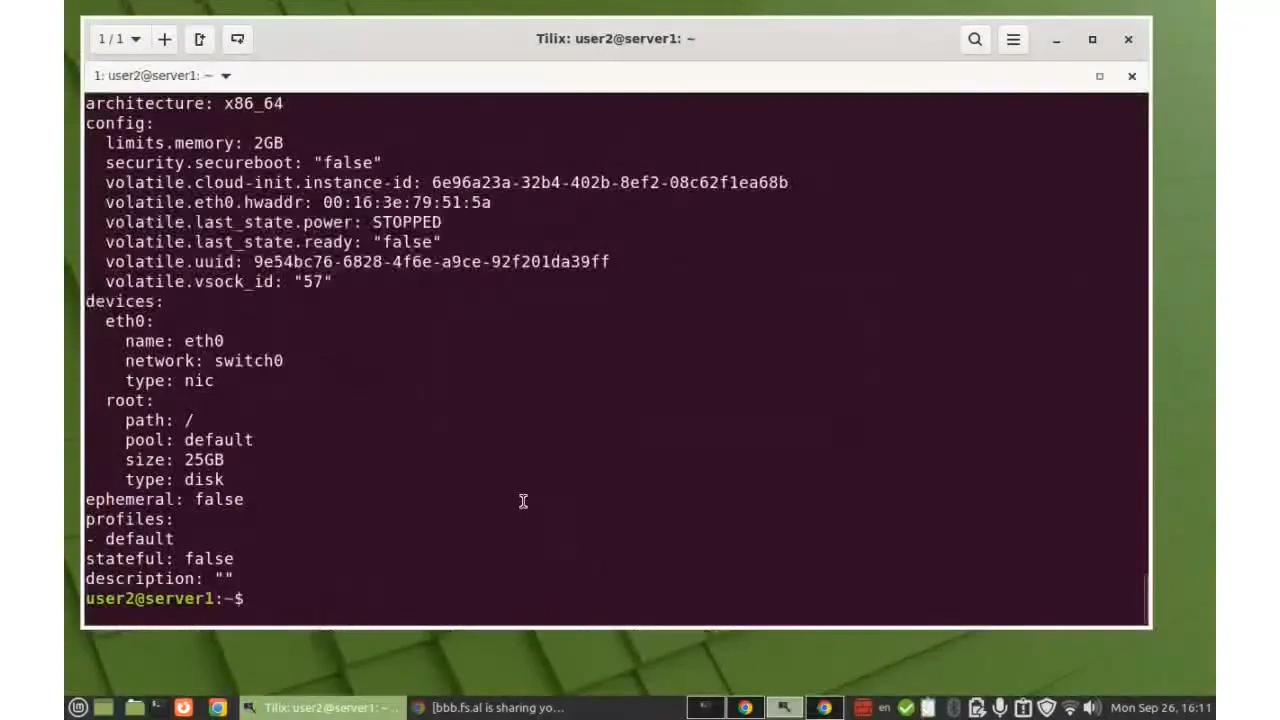 1 / 1
Tilix: user2@server1: ~
1: user2@server1: ~
architecture: x86_64
config:
  limits.memory: 2GB
  security.secureboot: "false"
  volatile.cloud-init.instance-id: 6e96a23a-32b4-402b-8ef2-08c62f1ea68b
  volatile.eth0.hwaddr: 00:16:3e:79:51:5a
  volatile.last_state.power: STOPPED
  volatile.last_state.ready: "false"
  volatile.uuid: 9e54bc76-6828-4f6e-a9ce-92f201da39ff
  volatile.vsock_id: "57"
devices:
  eth0:
    name: eth0
    network: switch0
    type: nic
  root:
    path: /
    pool: default
    size: 25GB
    type: disk
ephemeral: false
profiles:
- default
stateful: false
description: ""
user2@server1:~$
Tilix: user2@server1: ~...
[bbb.fs.al is sharing yo...
en
Mon Sep 26, 16:11